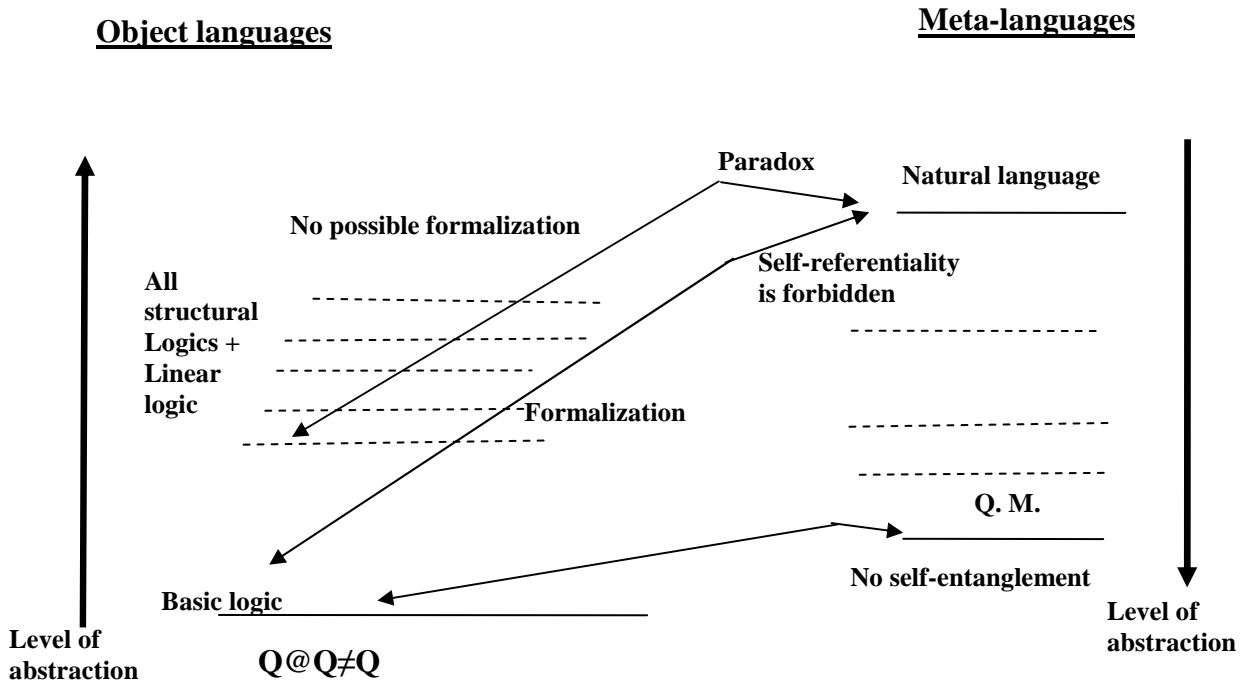 Object languages
Meta-languages
Paradox
Natural language
No possible formalization
Self-referentiality
is forbidden
All
structural
Logics +
Linear
logic
Formalization
Q. M.
No self-entanglement
Basic logic
Level of
abstraction
Level of
abstraction
Q@Q≠Q